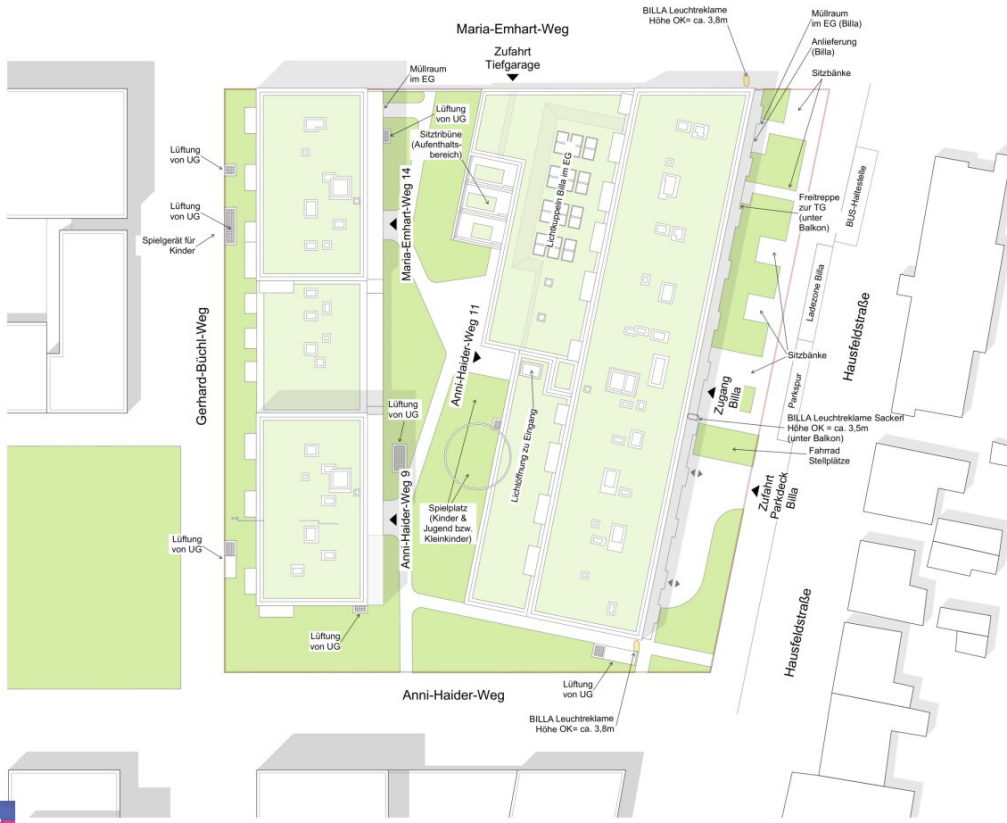 BILLA Leuchtreklame
Höhe OK= ca. 3,8m
Müllraum
im EG (Billa)
Anlieferung
(Billa)
Sitzbänke
Maria-Emhart-Weg
Zufahrt
Tiefgarage
Müllraum
im EG
Lüftung
von UG
Sitztribüne
(Aufenthalts-
bereich)
Lüftung
von UG
Lüftung
von UG
Spielgerät für
Kinder
Maria-Emhart-Weg 14
Lichtkuppeln Billa im EG
Freitreppe
zur TG
(unter
Balkon)
BUS-Haltestelle
Ladezone Billa
Hausfeldstraße
Gerhard-Büchl-Weg
Anni-Haider-Weg 11
Sitzbänke
Parkspur
Zugang
Billa
Lüftung
von UG
Lichtöffnung zu Eingang
BILLA Leuchtreklame Sackerl
Höhe OK = ca. 3,5m
(unter Balkon)
Fahrrad
Stellplätze
Zufahrt
Parkdeck
Billa
Anni-Haider-Weg 9
Spielplatz
(Kinder &
Jugend bzw.
Kleinkinder)
Lüftung
von UG
Lüftung
von UG
Hausfeldstraße
Lüftung
von UG
Anni-Haider-Weg
BILLA Leuchtreklame
Höhe OK= ca. 3,8m